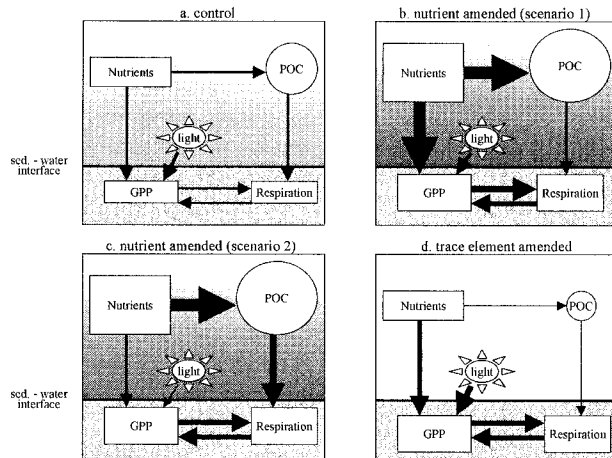 a. control
b. nutrient amended (scenario 1)
Nutrients
POC
light
sed. - water
interface
GPP
Respiration
Nutrients
POC
light
GPP
Respiration
c. nutrient amended (scenario 2)
d. trace element amended
Nutrients
POC
light
sed. - water
interface
GPP
Respiration
Nutrients
POC
light
GPP
Respiration